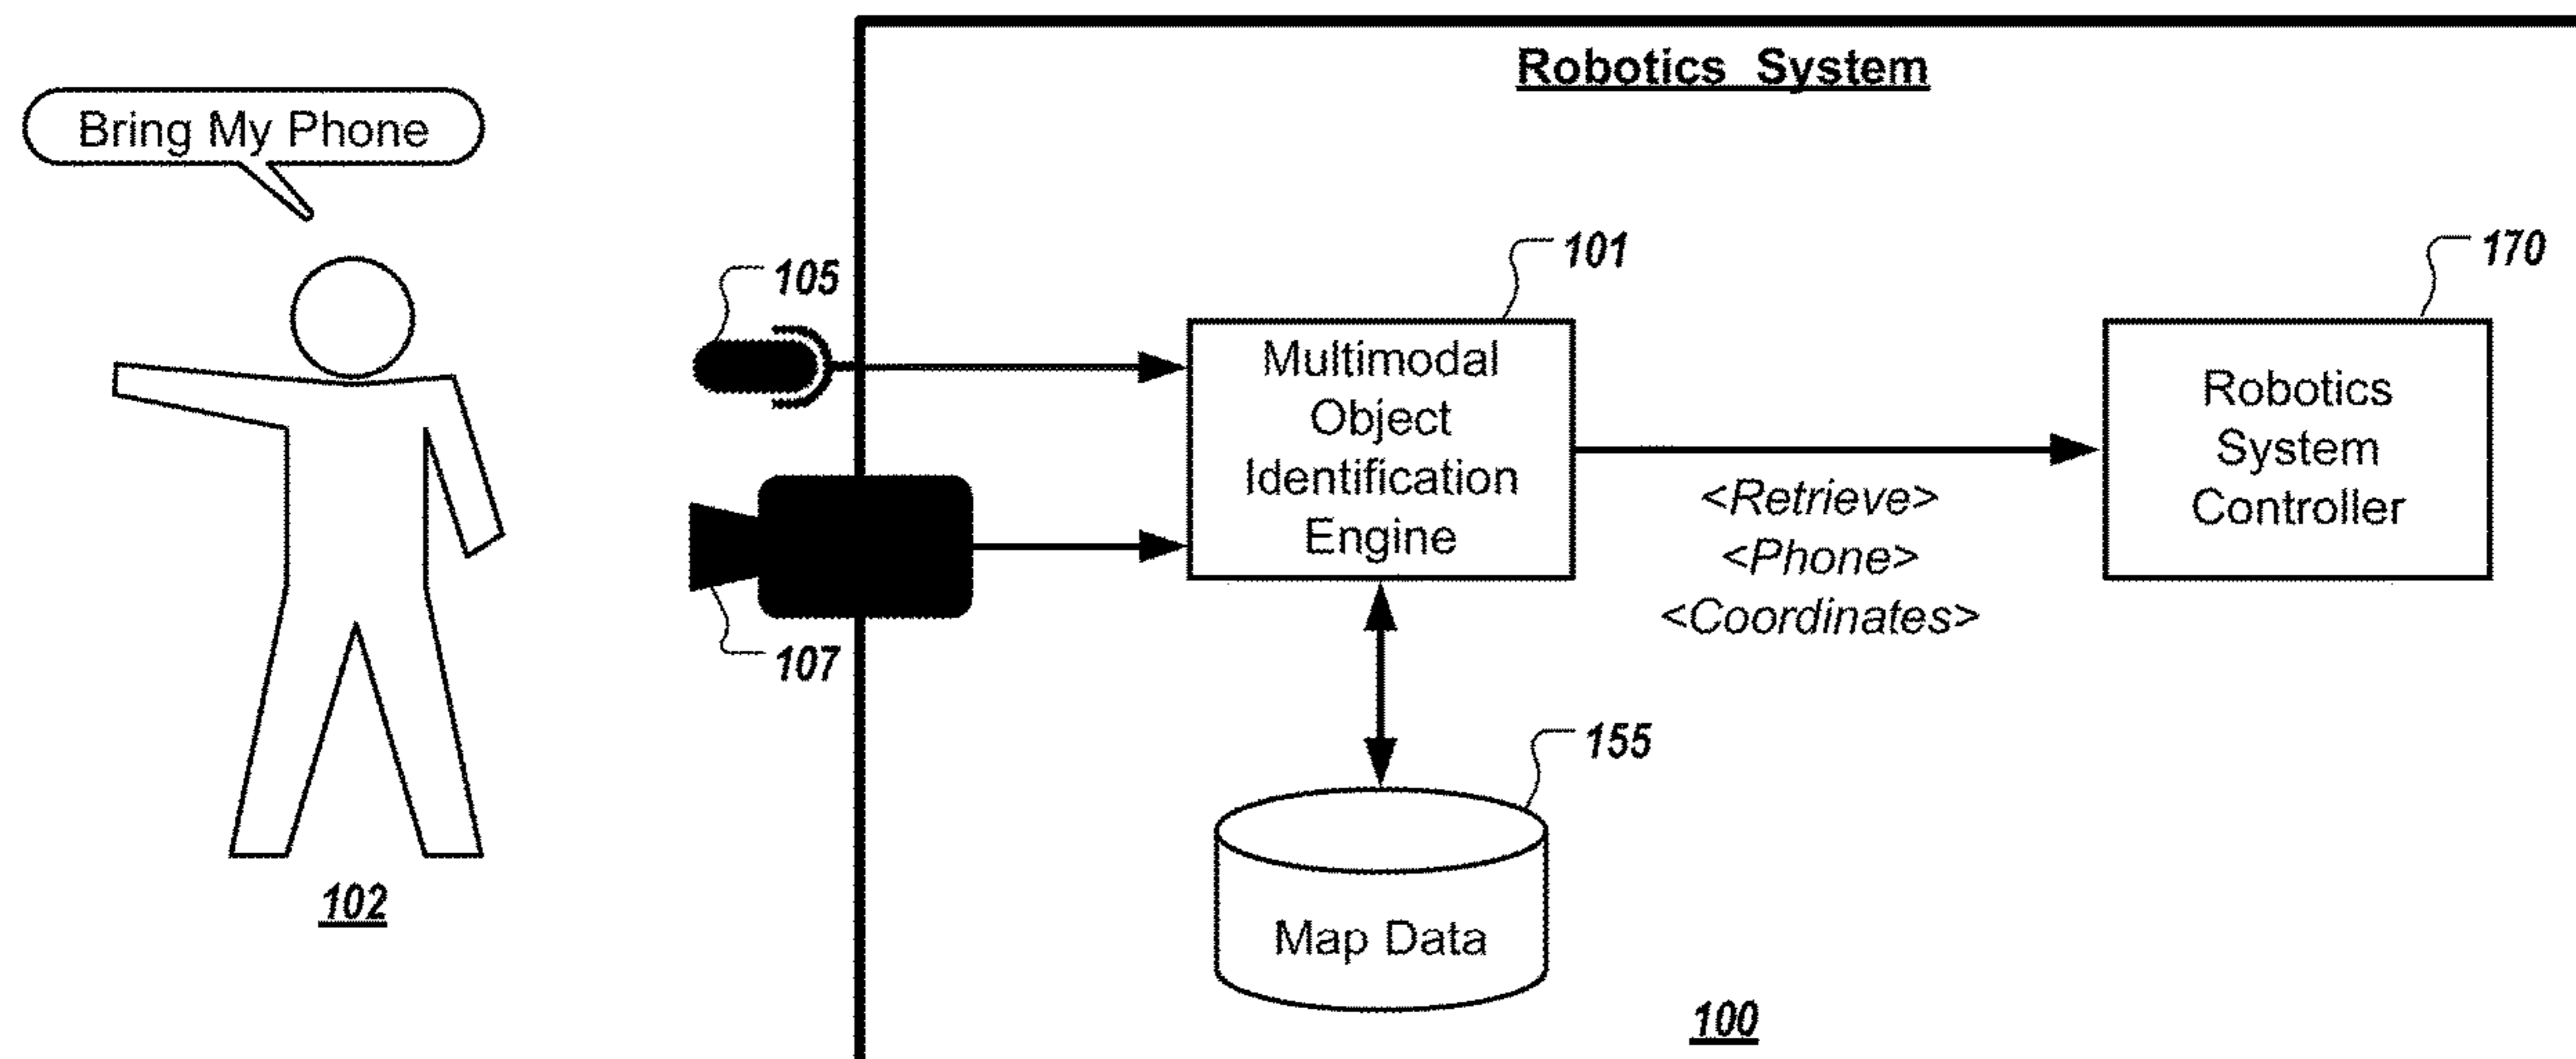 Robotics System
Bring My Phone
105
101
170
Multimodal
Object
Identification
Engine
Robotics
System
Controller
<Retrieve>
<Phone>
<Coordinates>
107
155
Map Data
102
100